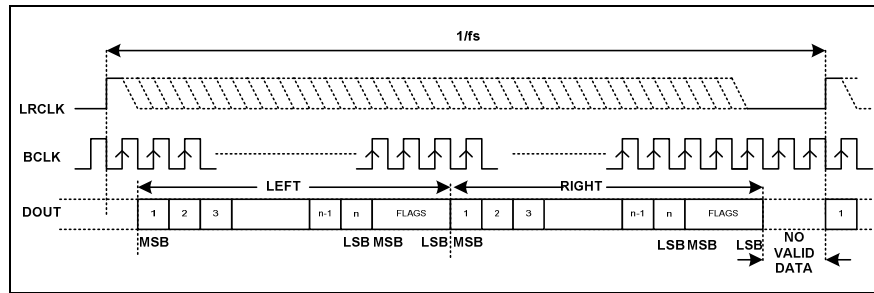 1/fs
LRCLK
BCLK
LEFT
RIGHT
DOUT
1 2 3 n-1 n FLAGS 1 2 3 n-1 n FLAGS 1
MSB LSB MSB LSB MSB LSB MSB LSB
NO
VALID
DATA